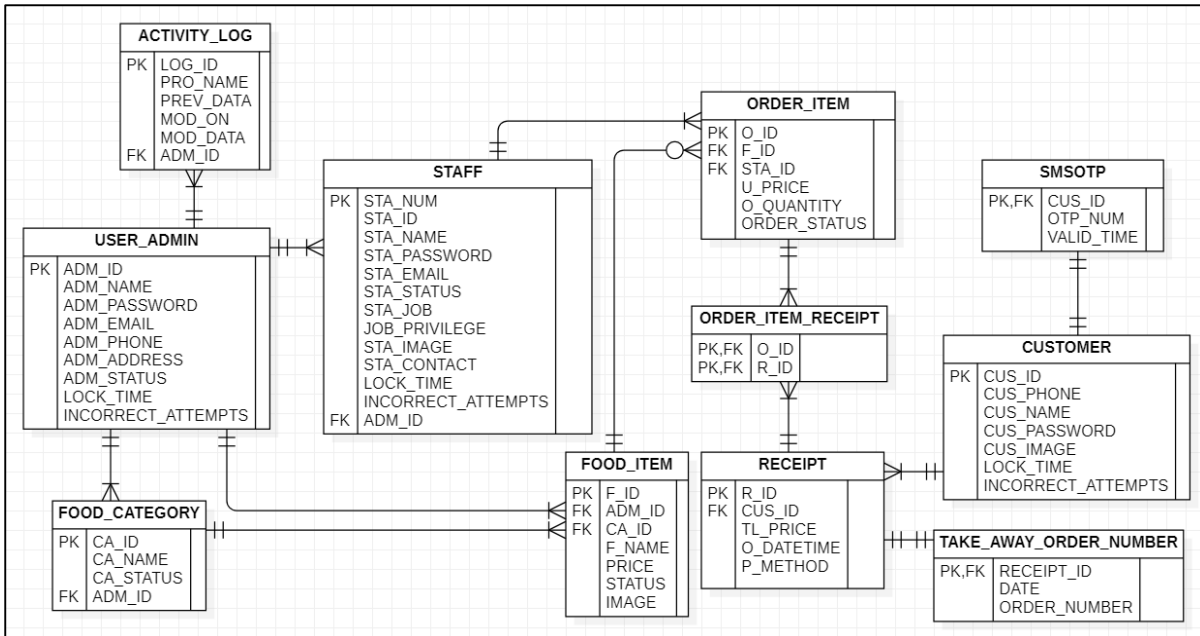 ACTIVITY_LOG
PK LOG_ID
PRO_NAME
PREV_DATA
MOD_ON
MOD_DATA
FK ADM_ID
USER_ADMIN
PK ADM_ID
ADM_NAME
ADM_PASSWORD
ADM_EMAIL
ADM_PHONE
ADM_ADDRESS
ADM_STATUS
LOCK_TIME
INCORRECT_ATTEMPTS
FOOD_CATEGORY
PK CA_ID
CA_NAME
CA_STATUS
FK ADM_ID
STAFF
PK STA_NUM
STA_ID
STA_NAME
STA_PASSWORD
STA_EMAIL
STA_STATUS
STA_JOB
JOB_PRIVILEGE
STA_IMAGE
STA_CONTACT
LOCK_TIME
INCORRECT_ATTEMPTS
FK ADM_ID
FOOD_ITEM
PK F_ID
FK ADM_ID
FK CA_ID
F_NAME
PRICE
STATUS
IMAGE
ORDER_ITEM
PK O_ID
FK F_ID
FK STA_ID
U_PRICE
O_QUANTITY
ORDER_STATUS
ORDER_ITEM_RECEIPT
PK,FK O_ID
PK,FK R_ID
RECEIPT
PK R_ID
FK CUS_ID
TL_PRICE
O_DATETIME
P_METHOD
SMSOTP
PK,FK CUS_ID
OTP_NUM
VALID_TIME
CUSTOMER
PK CUS_ID
CUS_PHONE
CUS_NAME
CUS_PASSWORD
CUS_IMAGE
LOCK_TIME
INCORRECT_ATTEMPTS
TAKE_AWAY_ORDER_NUMBER
PK,FK RECEIPT_ID
DATE
ORDER_NUMBER